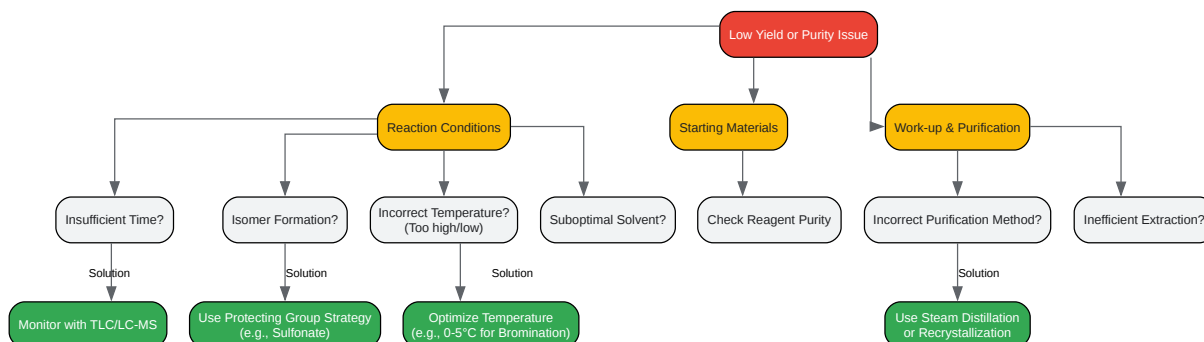 Low Yield or Purity Issue
Reaction Conditions
Starting Materials
Work-up & Purification
Insufficient Time?
Isomer Formation?
Incorrect Temperature?
(Too high/low)
Suboptimal Solvent?
Check Reagent Purity
Incorrect Purification Method?
Inefficient Extraction?
Solution
Solution
Solution
Solution
Monitor with TLC/LC-MS
Use Protecting Group Strategy
(e.g., Sulfonate)
Optimize Temperature
(e.g., 0-5°C for Bromination)
Use Steam Distillation
or Recrystallization